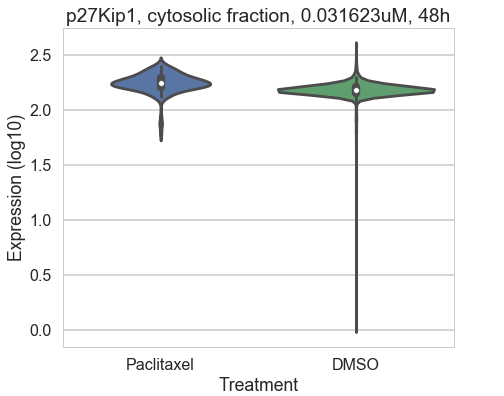 p27Kip1, cytosolic fraction, 0.031623uM, 48h
2.5
2.0
1.5
1.0
0.5
0.0
Expression (log10)
Paclitaxel DMSO
Treatment